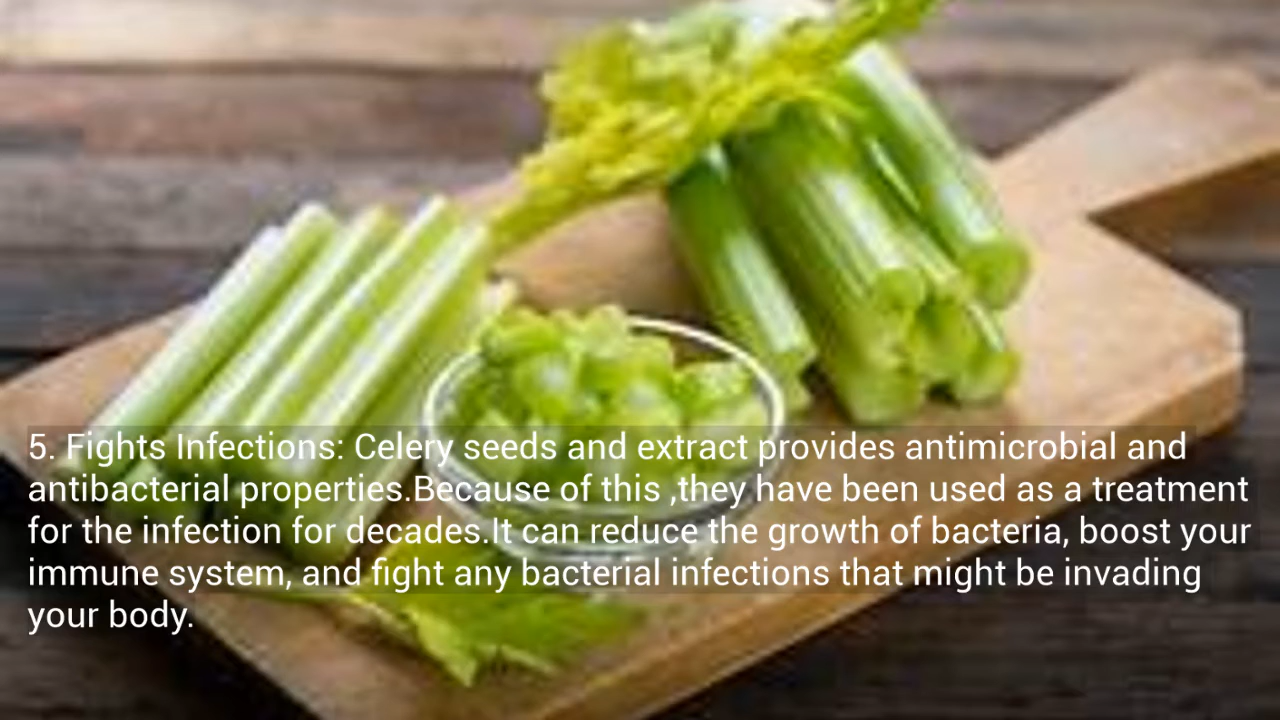 5. Fights Infections: Celery seeds and extract provides antimicrobial and
antibacterial properties.Because of this ,they have been used as a treatment
for the infection for decades.It can reduce the growth of bacteria, boost your
immune system, and fight any bacterial infections that might be invading
your body.